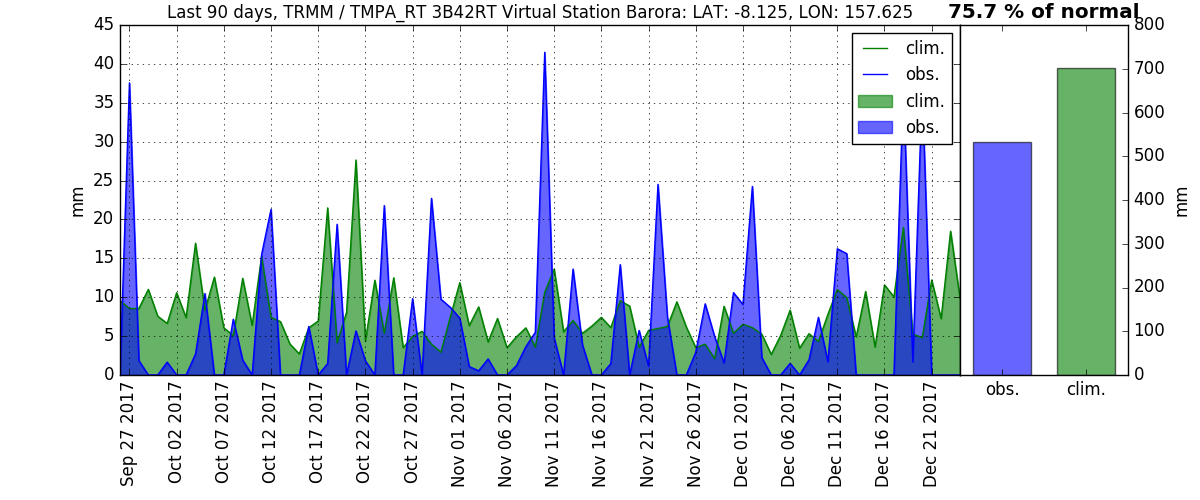 Last 90 days, TRMM / TMPA_RT 3B42RT Virtual Station Barora: LAT: -8.125, LON: 157.625
75.7 % of normal
45
40
35
30
25
20
15
10
5
0
mm
clim.
obs.
clim.
obs.
800
700
600
500
400
300
200
100
0
mm
Sep 27 2017
Oct 02 2017
Oct 07 2017
Oct 12 2017
Oct 17 2017
Oct 22 2017
Oct 27 2017
Nov 01 2017
Nov 06 2017
Nov 11 2017
Nov 16 2017
Nov 21 2017
Nov 26 2017
Dec 01 2017
Dec 06 2017
Dec 11 2017
Dec 16 2017
Dec 21 2017
obs.
clim.